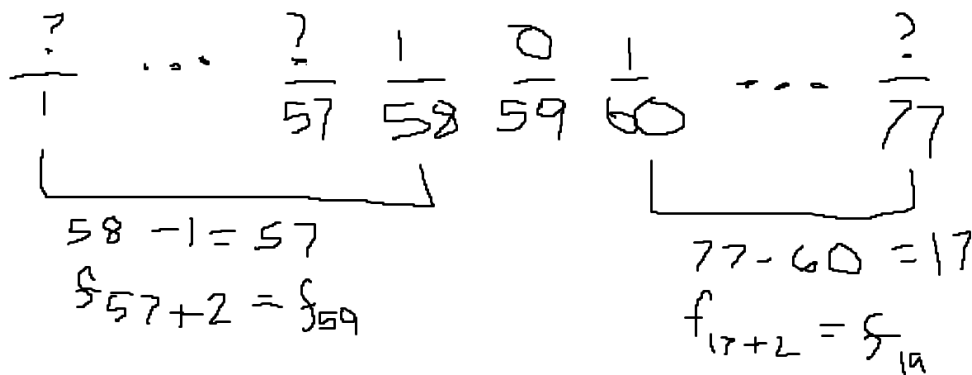 ? ... ? 1 0 1 ... ?
1 57 58 59 60 77
58 - 1 = 57
77 - 60 = 17
f57+2 = f59
f17+2 = f19